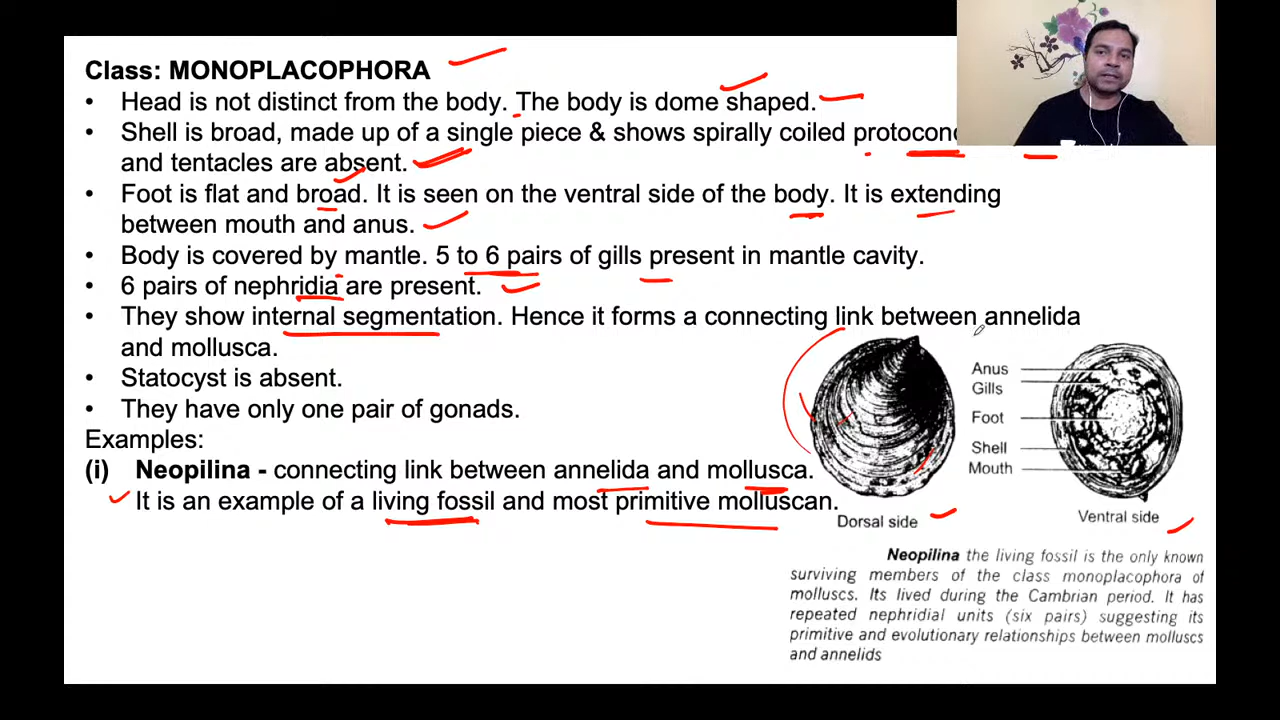 Class: MONOPLACOPHORA
• Head is not distinct from the body. The body is dome shaped.
• Shell is broad, made up of a single piece & shows spirally coiled
and tentacles are absent.
• Foot is flat and broad. It is seen on the ventral side of the body. It is extending
between mouth and anus.
• Body is covered by mantle. 5 to 6 pairs of gills present in mantle cavity.
• 6 pairs of nephridia are present.
• They show internal segmentation. Hence it forms a connecting link between annelida
and mollusca.
• Statocyst is absent.
• They have only one pair of gonads.
Examples:
(i) Neopilina - connecting link between annelida and mollusca.
It is an example of a living fossil and most primitive molluscan.
Anus
Gills
Foot
Shell
Mouth
Dorsal side
Ventral side
Neopilina the living fossil is the only known
surviving members of the class monoplacophora of
molluscs. Its lived during the Cambrian period. It has
repeated nephridial units (six pairs) suggesting its
primitive and evolutionary relationships between molluscs
and annelids